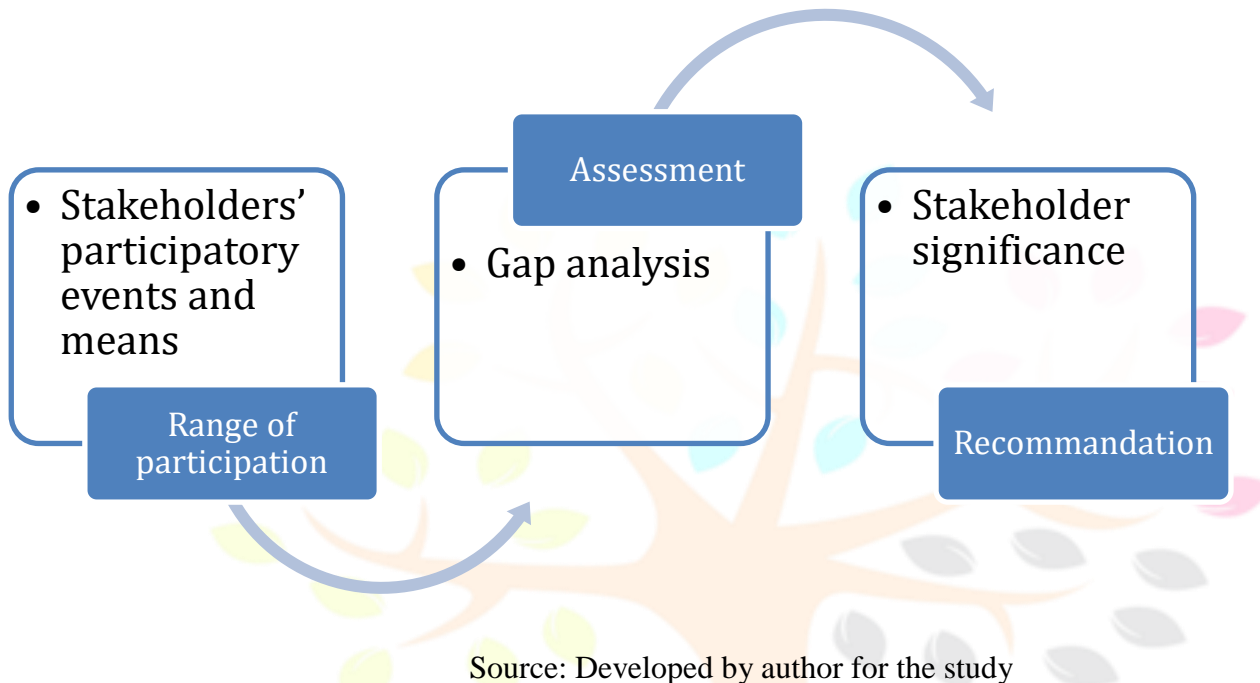 • Stakeholders’
participatory
events and
means
Range of
participation
Assessment
• Gap analysis
• Stakeholder
significance
Recommandation
Source: Developed by author for the study